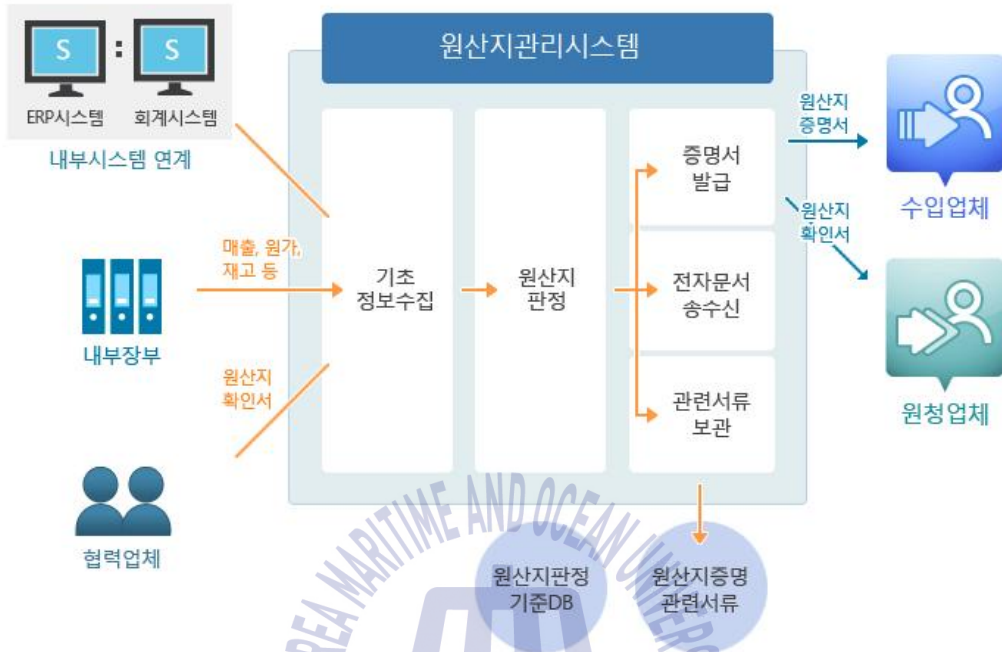 S : S
ERP시스템 회계시스템
내부시스템 연계
내부장부
협력업체
매출, 원가,
재고 등
원산지
확인서
원산지관리시스템
기초
정보수집
원산지
판정
증명서
발급
전자문서
송수신
관련서류
보관
원산지
증명서
원산지
확인서
수입업체
원청업체
원산지판정
기준DB
원산지증명
관련서류
REA MARITIME AND OCEAN UNIVER